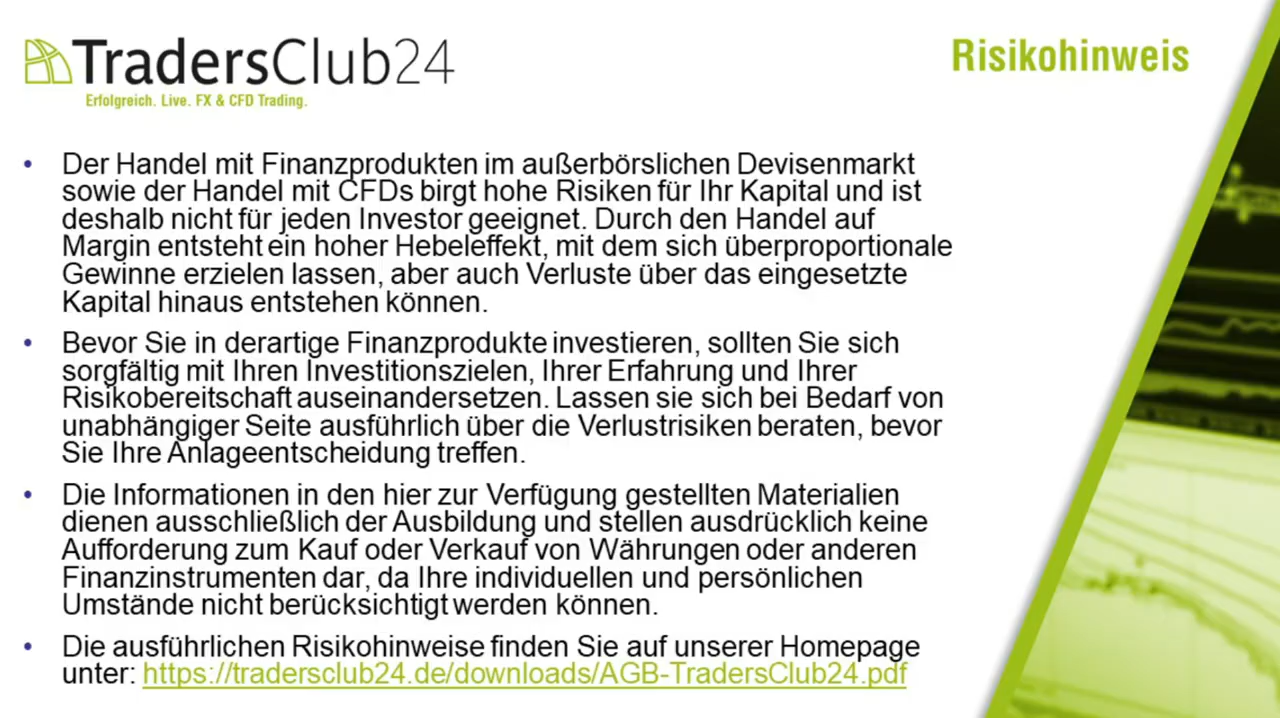 TradersClub24
Erfolgreich. Live. FX & CFD Trading.
Risikohinweis
• Der Handel mit Finanzprodukten im außerbörslichen Devisenmarkt
sowie der Handel mit CFDs birgt hohe Risiken für Ihr Kapital und ist
deshalb nicht für jeden Investor geeignet. Durch den Handel auf
Margin entsteht ein hoher Hebeleffekt, mit dem sich überproportionale
Gewinne erzielen lassen, aber auch Verluste über das eingesetzte
Kapital hinaus entstehen können.
• Bevor Sie in derartige Finanzprodukte investieren, sollten Sie sich
sorgfältig mit Ihren Investitionszielen, Ihrer Erfahrung und Ihrer
Risikobereitschaft auseinandersetzen. Lassen sie sich bei Bedarf von
unabhängiger Seite ausführlich über die Verlustrisiken beraten, bevor
Sie Ihre Anlageentscheidung treffen.
• Die Informationen in den hier zur Verfügung gestellten Materialien
dienen ausschließlich der Ausbildung und stellen ausdrücklich keine
Aufforderung zum Kauf oder Verkauf von Währungen oder anderen
Finanzinstrumenten dar, da Ihre individuellen und persönlichen
Umstände nicht berücksichtigt werden können.
• Die ausführlichen Risikohinweise finden Sie auf unserer Homepage
unter: https://tradersclub24.de/downloads/AGB-TradersClub24.pdf